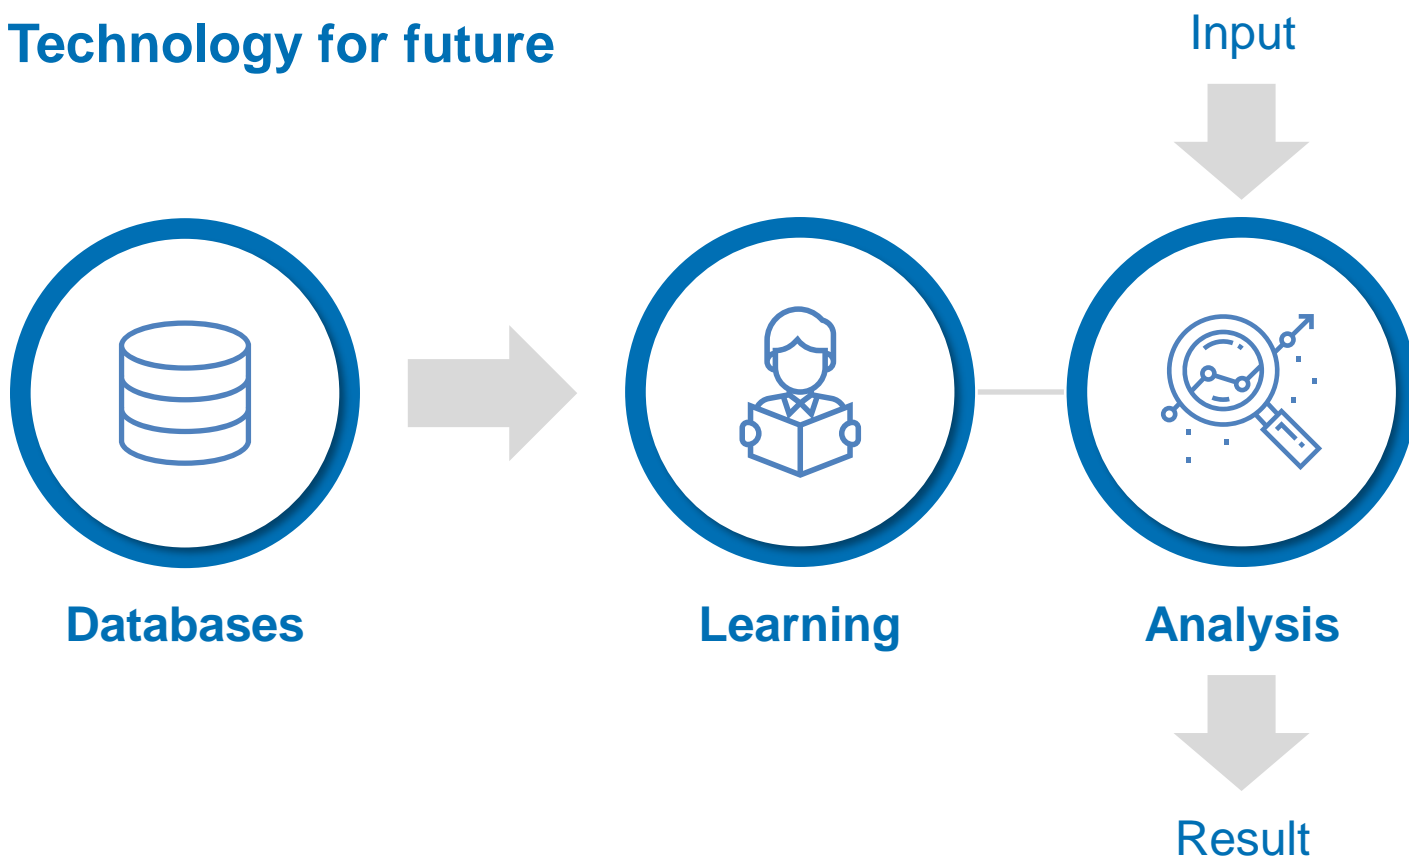 Technology for future
Input
Databases
Learning
Analysis
Result